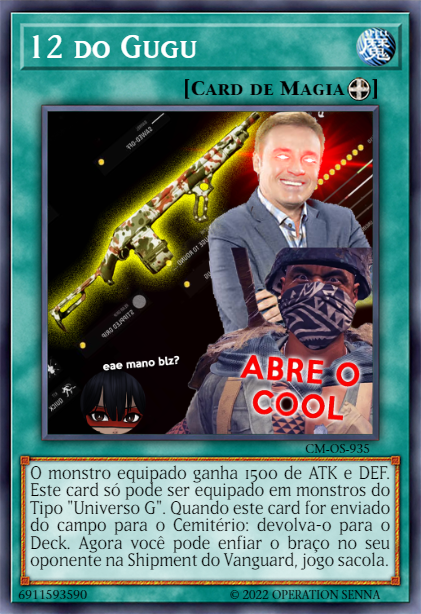 12 do Gugu
[Card de Magia]
eae mano blz?
ABRE O
COOL
CM-OS-935
O monstro equipado ganha 1500 de ATK e DEF.
Este card só pode ser equipado em monstros do
Tipo "Universo G". Quando este card for enviado
do campo para o Cemitério: devolva-o para o
Deck. Agora você pode enfiar o braço no seu
oponente na Shipment do Vanguard, jogo sacola.
6911593590
© 2022 OPERATION SENNA